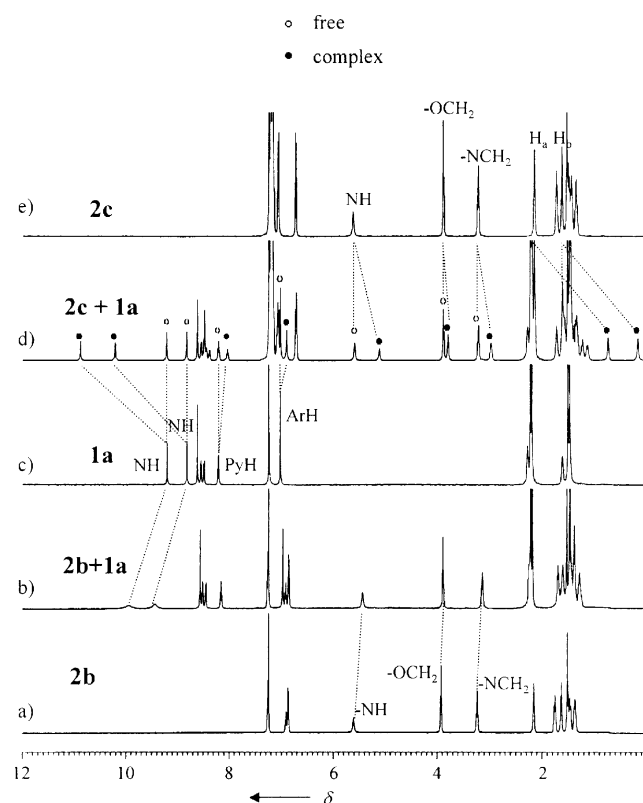 ○ free
● complex
-OCH₂
-NCH₂
Hₐ H_b
NH
e) 2c
2c + 1a
d)
NH
1a
ArH
c)
NH
PyH
2b+1a
b)
2b
-OCH₂
-NCH₂
-NH
a)
12 10 8 6 4 2
δ